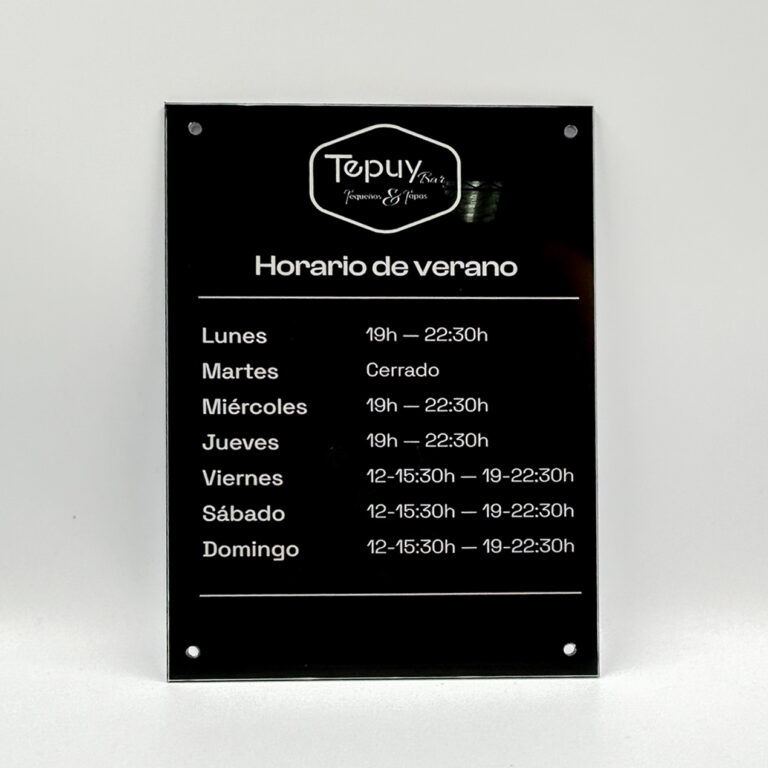 Tepuy Bar
Tequeños & Tapas
Horario de verano
Lunes 19h — 22:30h
Martes Cerrado
Miércoles 19h — 22:30h
Jueves 19h — 22:30h
Viernes 12-15:30h — 19-22:30h
Sábado 12-15:30h — 19-22:30h
Domingo 12-15:30h — 19-22:30h